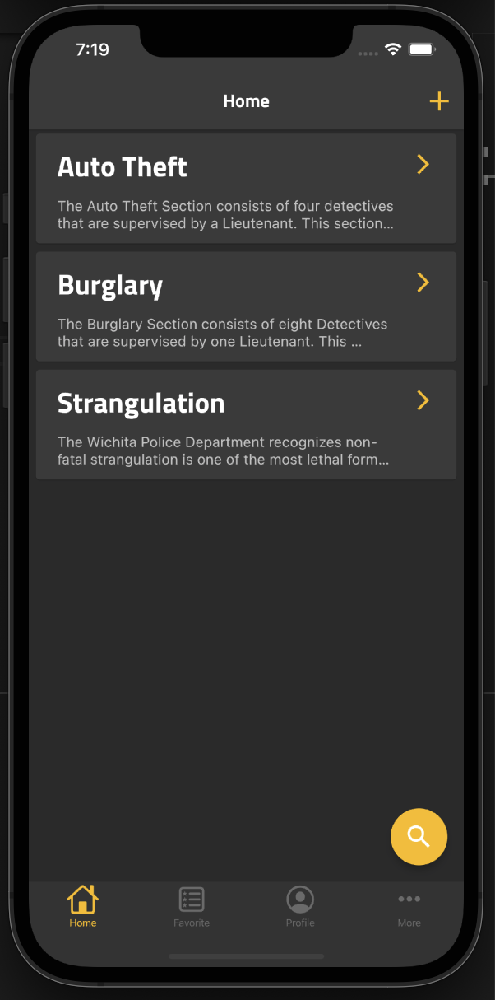 7:19
Home
Auto Theft
The Auto Theft Section consists of four detectives
that are supervised by a Lieutenant. This section...
Burglary
The Burglary Section consists of eight Detectives
that are supervised by one Lieutenant. This ...
Strangulation
The Wichita Police Department recognizes non-
fatal strangulation is one of the most lethal form...
Home
Favorite
Profile
More